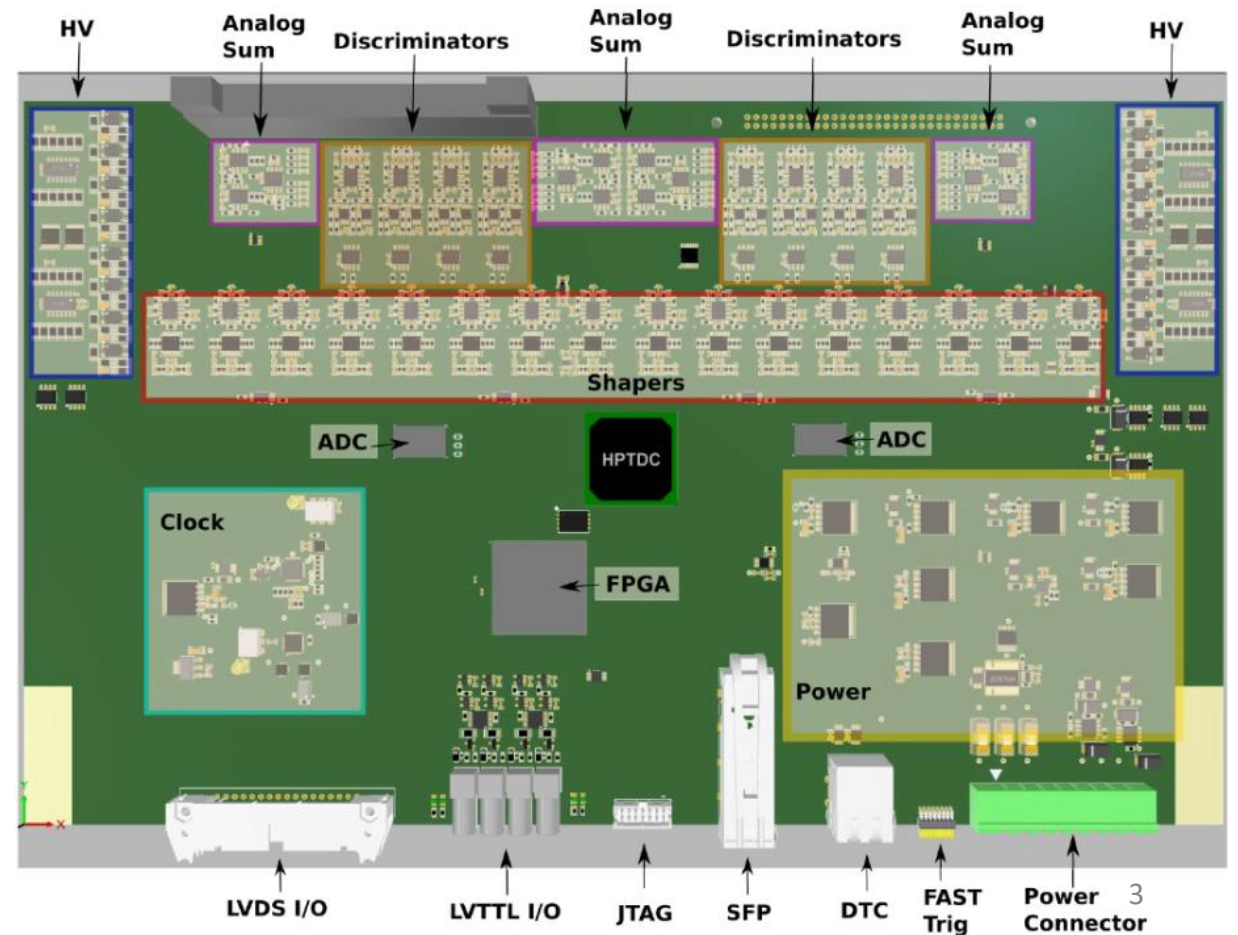 HV
Analog
Sum
Discriminators
Analog
Sum
Discriminators
Analog
Sum
HV
Shapers
ADC
HPTDC
ADC
Clock
FPGA
Power
X
LVDS I/O
LVTTL I/O
JTAG
SFP
DTC
FAST
Trig
Power
Connector
3